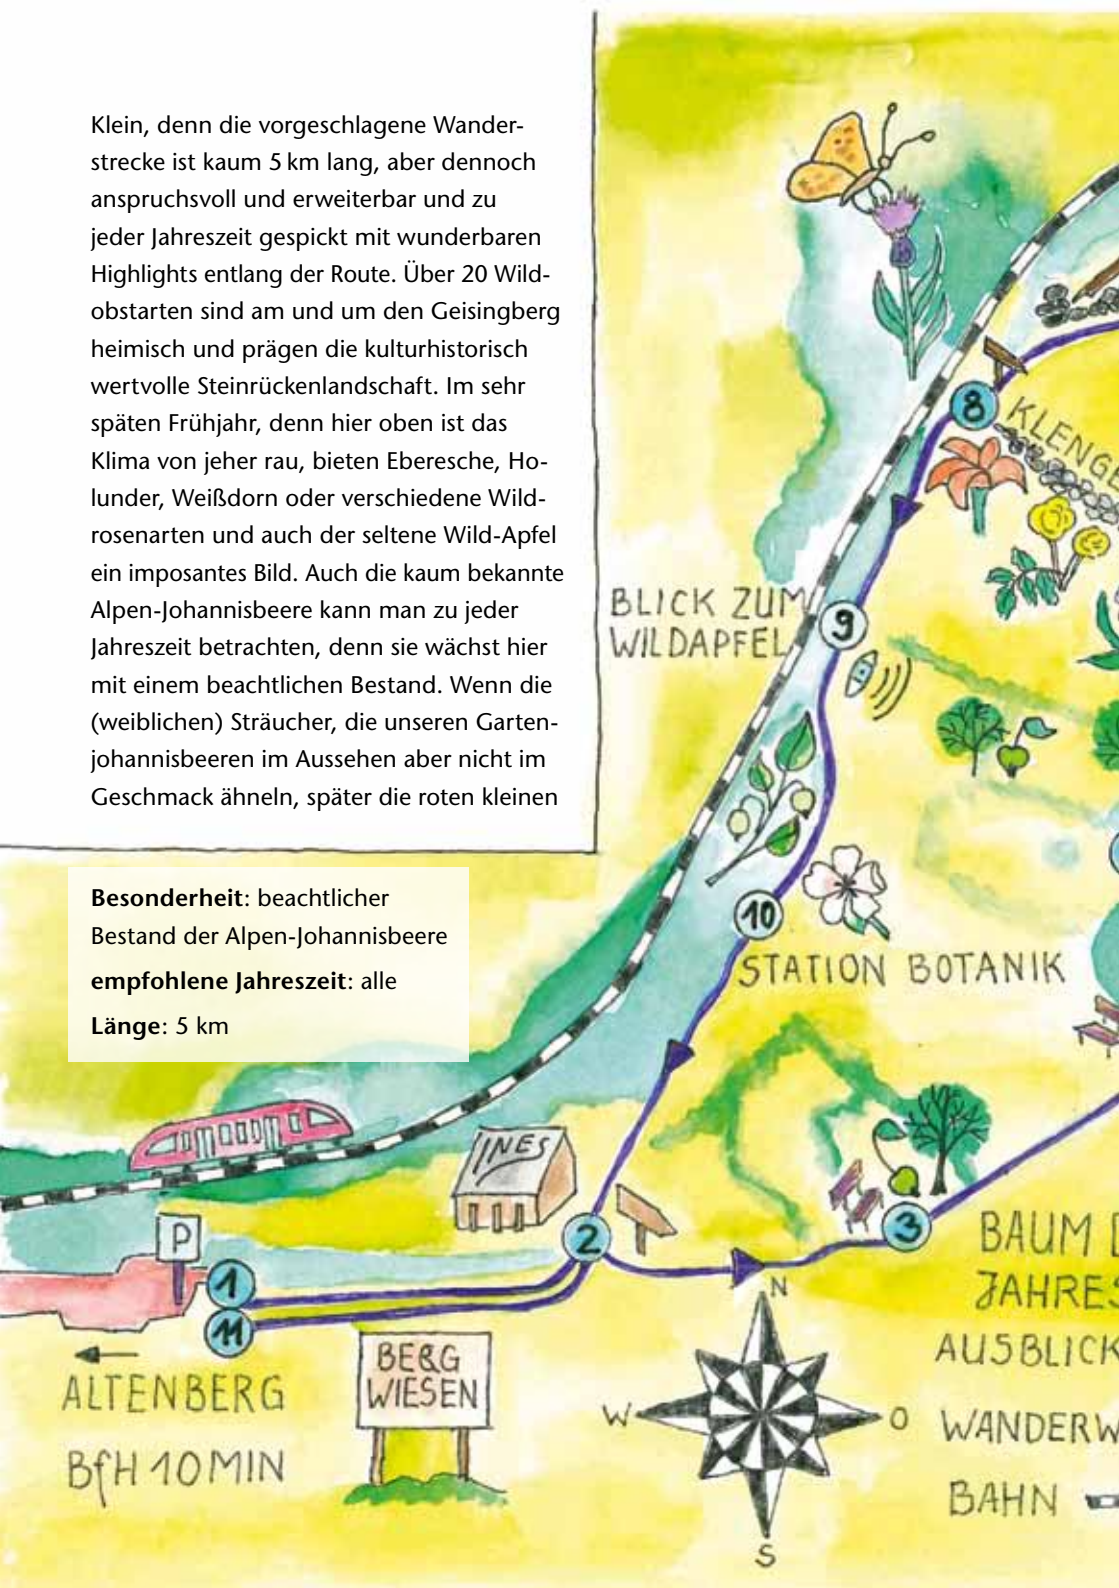 Klein, denn die vorgeschlagene Wander-
strecke ist kaum 5 km lang, aber dennoch
anspruchsvoll und erweiterbar und zu
jeder Jahreszeit gespickt mit wunderbaren
Highlights entlang der Route. Über 20 Wild-
obstarten sind am und um den Geisingberg
heimisch und prägen die kulturhistorisch
wertvolle Steinrückenlandschaft. Im sehr
späten Frühjahr, denn hier oben ist das
Klima von jeher rau, bieten Eberesche, Ho-
lunder, Weißdorn oder verschiedene Wild-
rosenarten und auch der seltene Wild-Apfel
ein imposantes Bild. Auch die kaum bekannte
Alpen-Johannisbeere kann man zu jeder
Jahreszeit betrachten, denn sie wächst hier
mit einem beachtlichen Bestand. Wenn die
(weiblichen) Sträucher, die unseren Garten-
johannisbeeren im Aussehen aber nicht im
Geschmack ähneln, später die roten kleinen
Besonderheit: beachtlicher
Bestand der Alpen-Johannisbeere
empfohlene Jahreszeit: alle
Länge: 5 km
8
KLENGE
BLICK ZUM
WILDAPFEL
9
10
STATION BOTANIK
INES
P
1
11
2
3
BAUM D
JAHRES
AUSBLICK
WANDERW
BAHN
ALTENBERG
BfH 10 MIN
BERG
WIESEN
N
W
O
S